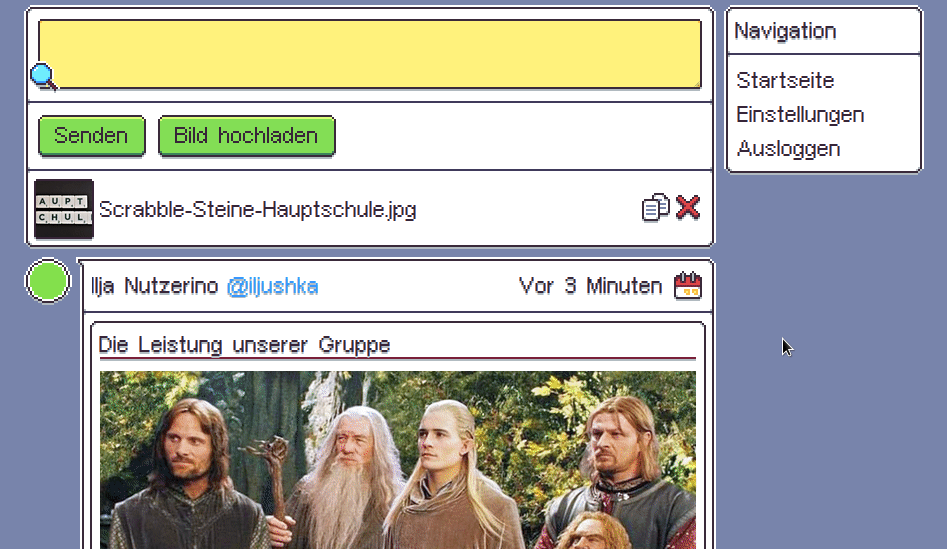 Navigation
Startseite
Einstellungen
Ausloggen
Senden
Bild hochladen
AUPT
CHUL
Scrabble-Steine-Hauptschule.jpg
Ilja Nutzerino @iljushka
Vor 3 Minuten
Die Leistung unserer Gruppe